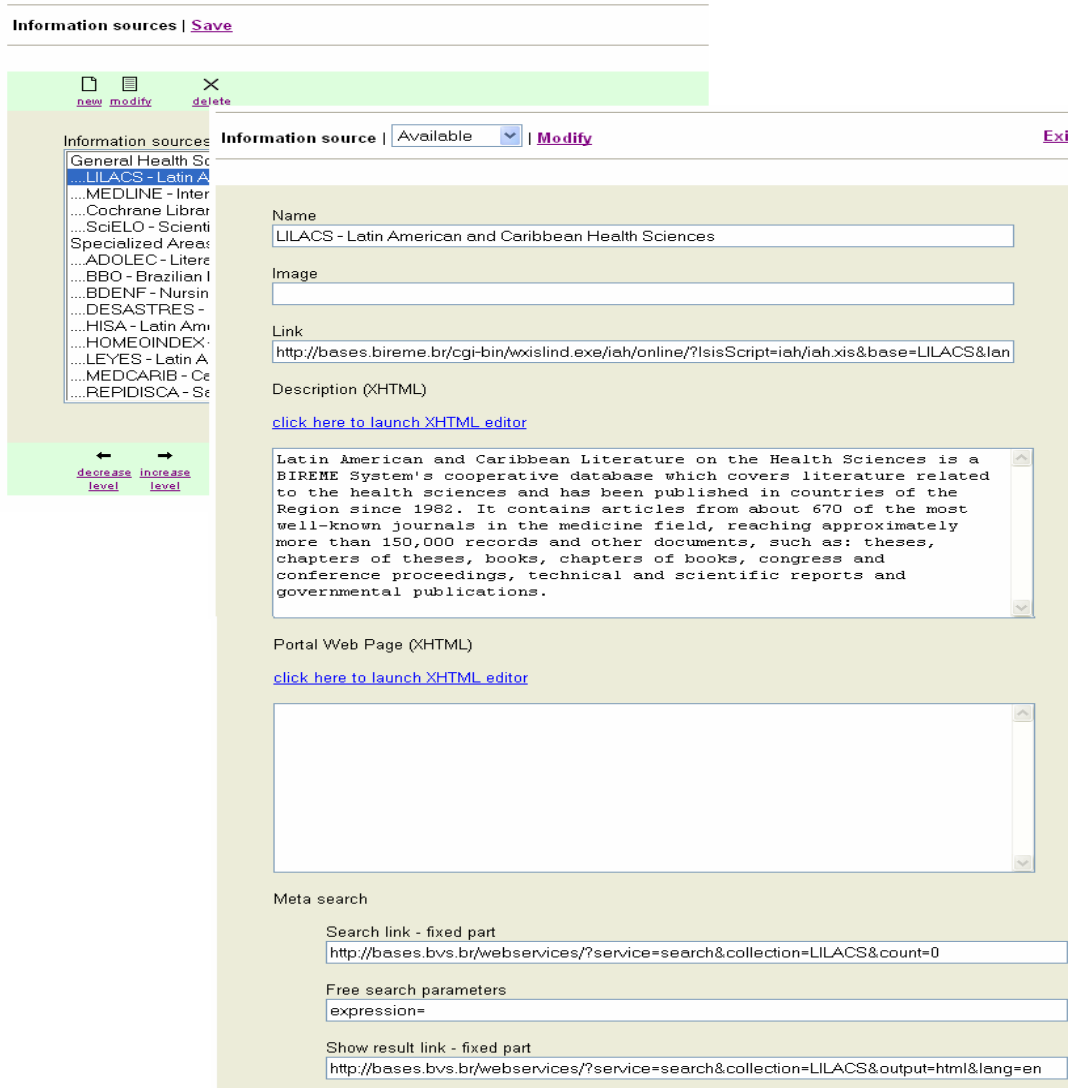 Information sources | Save
new modify delete
Information sources
General Health Sc
....LILACS - Latin A
....MEDLINE - Inter
....Cochrane Librar
....SciELO - Scienti
Specialized Areas
....ADOLEC - Litera
....BBO - Brazilian
....BDENF - Nursin
....DESASTRES -
....HISA - Latin Am
....HOMEOINDEX -
....LEYES - Latin A
....MEDCARIB - Ca
....REPIDISCA - Sa
decrease level increase level
Information source | Available | Modify Exi
Name
LILACS - Latin American and Caribbean Health Sciences
Image
Link
http://bases.bireme.br/cgi-bin/wxislind.exe/iah/online/?IsisScript=iah/iah.xis&base=LILACS&lan
Description (XHTML)
click here to launch XHTML editor
Latin American and Caribbean Literature on the Health Sciences is a
BIREME System's cooperative database which covers literature related
to the health sciences and has been published in countries of the
Region since 1982. It contains articles from about 670 of the most
well-known journals in the medicine field, reaching approximately
more than 150,000 records and other documents, such as: theses,
chapters of theses, books, chapters of books, congress and
conference proceedings, technical and scientific reports and
governmental publications.
Portal Web Page (XHTML)
click here to launch XHTML editor
Meta search
Search link - fixed part
http://bases.bvs.br/webservices/?service=search&collection=LILACS&count=0
Free search parameters
expression=
Show result link - fixed part
http://bases.bvs.br/webservices/?service=search&collection=LILACS&output=html&lang=en